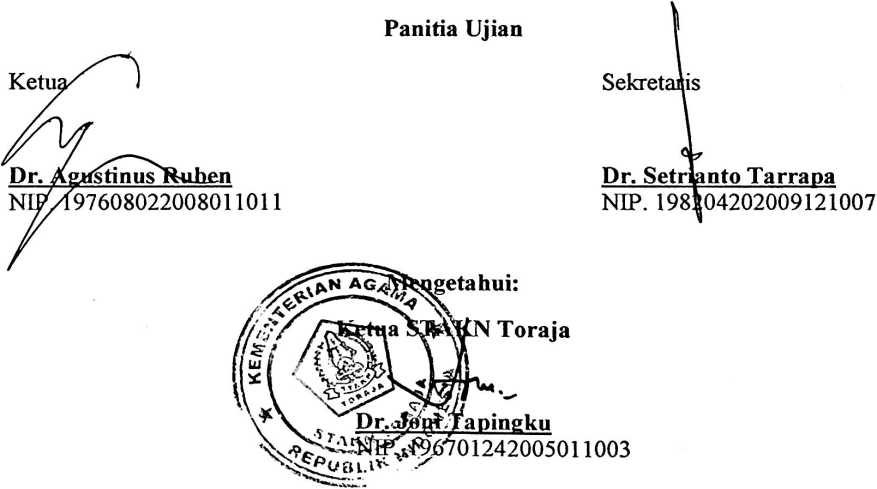 Panitia Ujian
Ketua
Sekretaris
Dr. Agustinus Ruben
NIP. 197608022008011011
Dr. Setrianto Tarrapa
NIP. 198204202009121007
Mengetahui:
Ketua STAKN Toraja
Dr. Joni Tapingku
NIP. 196701242005011003
KEMENTERIAN AGAMA
TORAJA
REPUBLIK INDONESIA